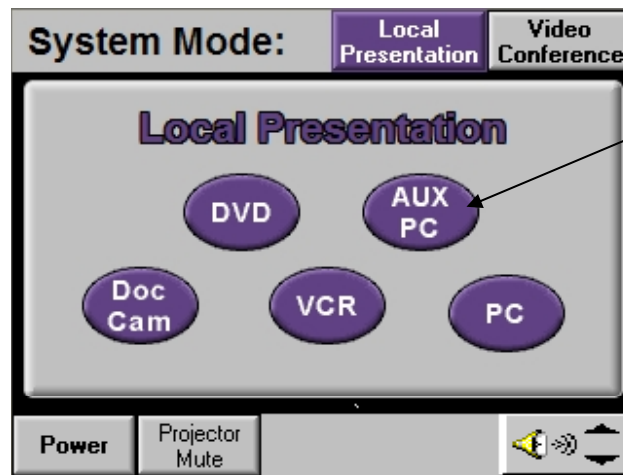 System Mode:
Local
Presentation
Video
Conference
Local Presentation
DVD
AUX
PC
Doc
Cam
VCR
PC
Power
Projector
Mute